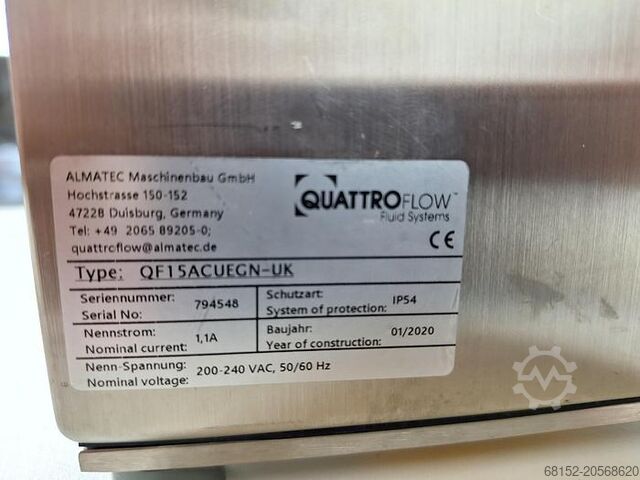 ALMATEC Maschinenbau GmbH
Hochstrasse 150-152
47228 Duisburg, Germany
Tel: +49 2065 89205-0;
quattroflow@almatec.de
QUATTROFLOW™
Fluid Systems
CE
Type: QF15ACUEGN-UK
Seriennummer:
Serial No: 794548
Schutzart:
System of protection: IP54
Nennstrom:
Nominal current: 1,1A
Baujahr:
Year of construction: 01/2020
Nenn-Spannung:
Nominal voltage: 200-240 VAC, 50/60 Hz
68152-20568620